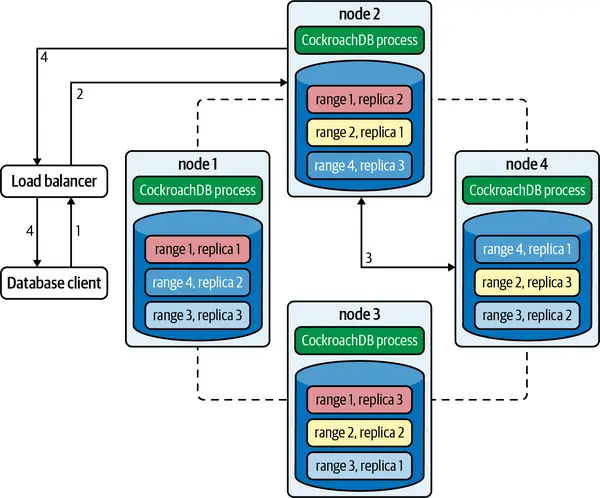 node 2
CockroachDB process
range 1, replica 2
range 2, replica 1
range 4, replica 3
4
2
Load balancer
4
1
Database client
node 1
CockroachDB process
range 1, replica 1
range 4, replica 2
range 3, replica 3
node 4
CockroachDB process
range 4, replica 1
range 2, replica 3
range 3, replica 2
3
node 3
CockroachDB process
range 1, replica 3
range 2, replica 2
range 3, replica 1